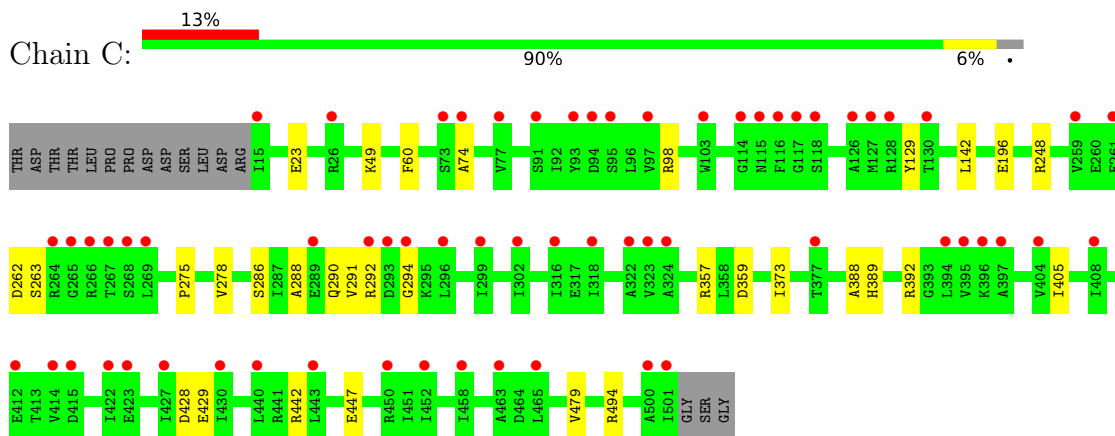 13%
Chain C:
90% 6% •
THR ASP THR THR LEU PRO PRO ASP ASP SER LEU ASP ARG I15 E23 R26 K49 F60 S73 A74 V77 S91 I92 Y93 D94 S95 L96 V97 R98 W103 G114 N115 F116 G117 S118 A126 M127 R128 Y129 T130 L142 E196 R248 V259 E260 E261
D262 S263 R264 G265 R266 T267 S268 L269 P275 V278 S286 I287 A288 E289 Q290 V291 R292 D293 G294 K295 L296 I299 I302 I316 E317 I318 A322 V323 A324 R357 L358 D359 I373 T377 A388 H389 R392 G393 L394 V395 K396 A397 V404 I405 I408
E412 T413 V414 D415 I422 E423 I427 D428 E429 I430 L440 R441 R442 L443 E447 R450 I451 I452 I458 A463 D464 L465 V479 R494 A500 I501 GLY SER GLY